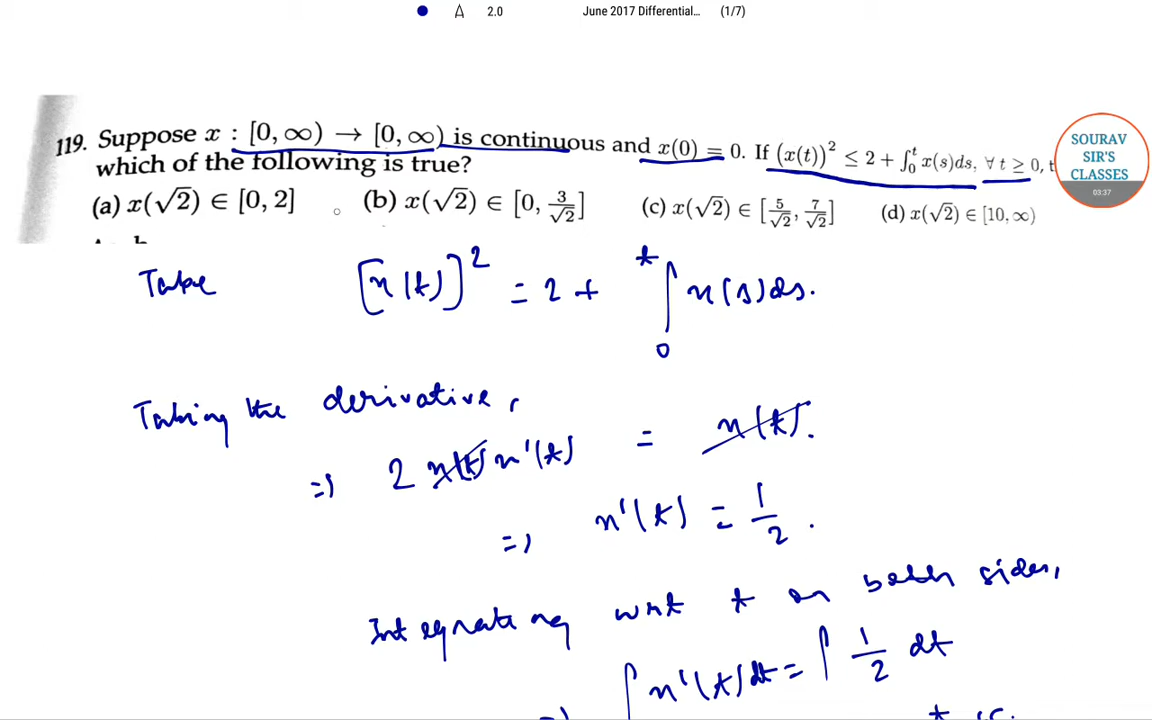 2.0 June 2017 Differential... (1/7)
119. Suppose x : [0, ∞) → [0, ∞) is continuous and x(0) = 0. If (x(t))² ≤ 2 + ∫₀ᵗ x(s)ds, ∀ t ≥ 0, t
which of the following is true?
(a) x(√2) ∈ [0, 2] (b) x(√2) ∈ [0, 3/√2] (c) x(√2) ∈ [5/√2, 7/√2] (d) x(√2) ∈ [10, ∞)
SOURAV
SIR'S
CLASSES
03:37
Take [x(t)]² = 2 + ∫₀ᵗ x(s)ds.
Taking the derivative,
⇒ 2 x(t) x'(t) = x(t).
⇒ x'(t) = 1/2.
Integrating wrt t on both sides,
∫ x'(t)dt = ∫ 1/2 dt